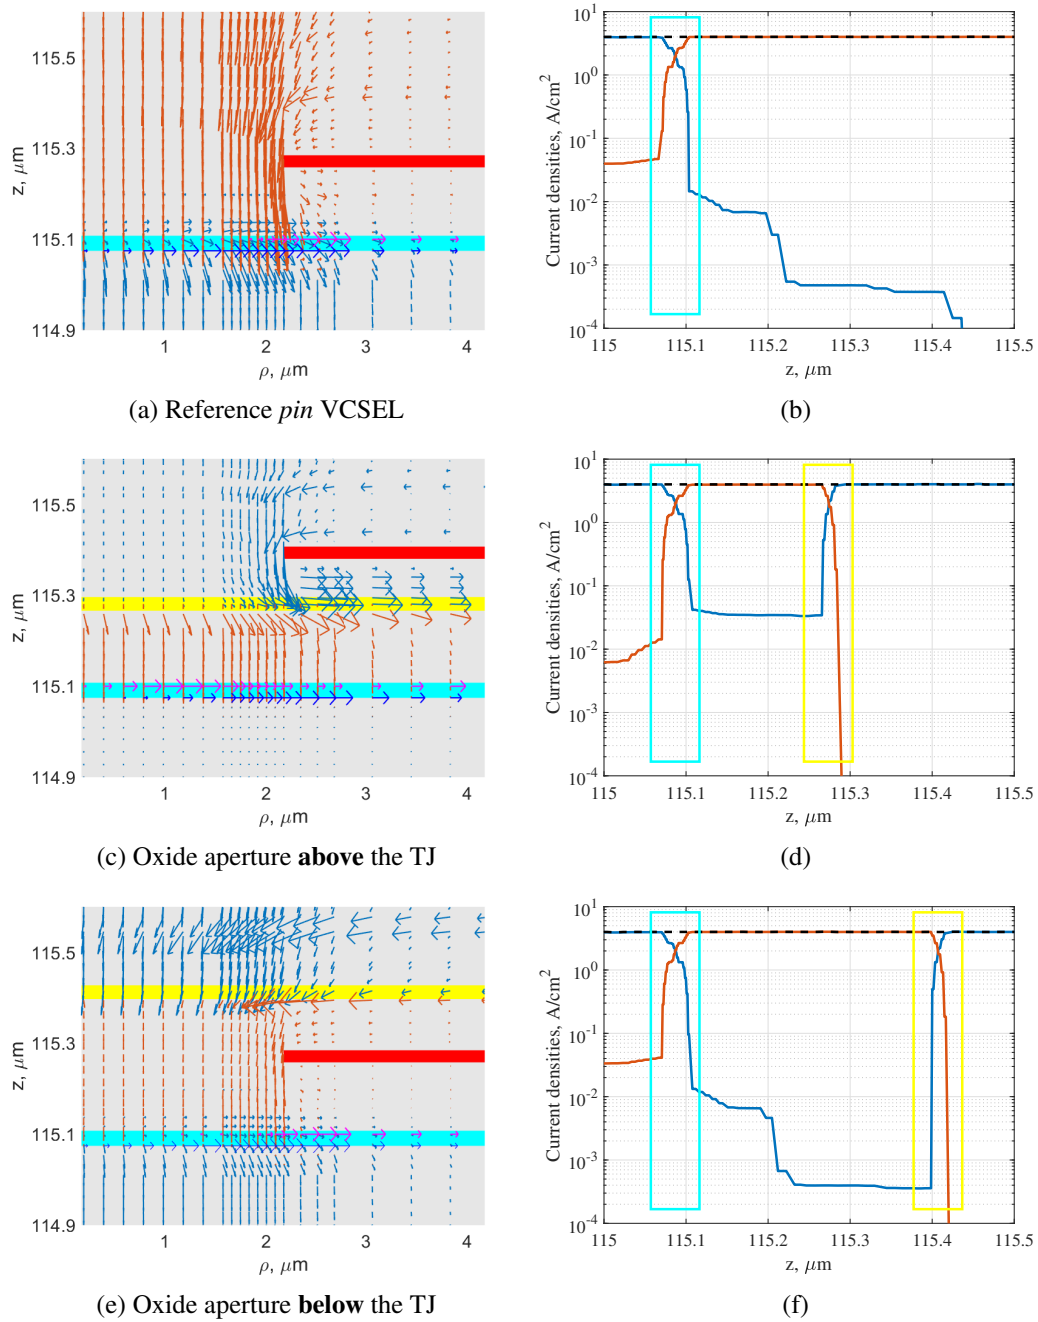 115.5
115.3
115.1
114.9
z, μm
1 2 3 4
ρ, μm
(a) Reference pin VCSEL
10^1
10^0
10^-1
10^-2
10^-3
10^-4
Current densities, A/cm^2
115 115.1 115.2 115.3 115.4 115.5
z, μm
(b)
115.5
115.3
115.1
114.9
z, μm
1 2 3 4
ρ, μm
(c) Oxide aperture above the TJ
10^1
10^0
10^-1
10^-2
10^-3
10^-4
Current densities, A/cm^2
115 115.1 115.2 115.3 115.4 115.5
z, μm
(d)
115.5
115.3
115.1
114.9
z, μm
1 2 3 4
ρ, μm
(e) Oxide aperture below the TJ
10^1
10^0
10^-1
10^-2
10^-3
10^-4
Current densities, A/cm^2
115 115.1 115.2 115.3 115.4 115.5
z, μm
(f)